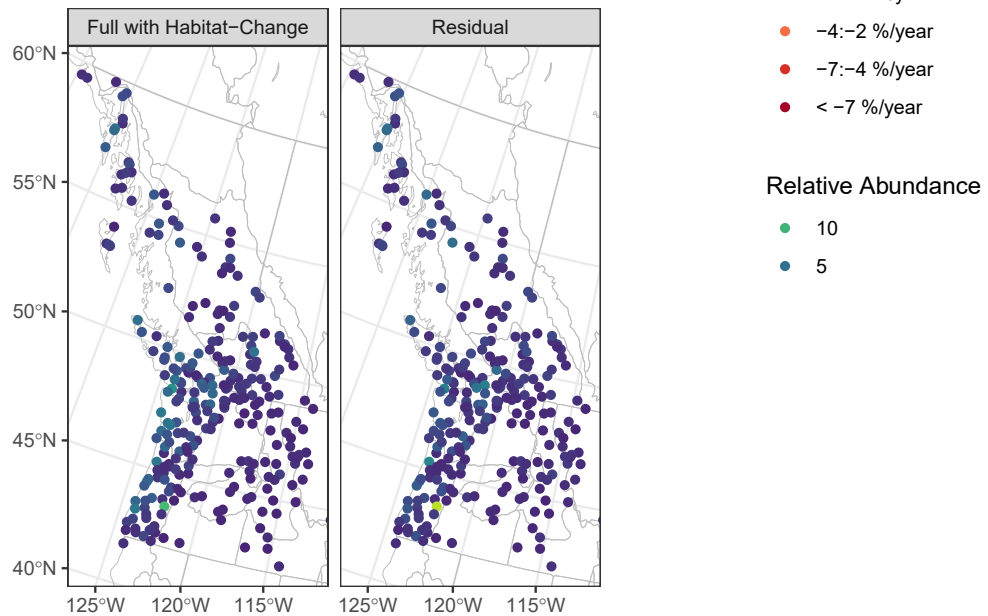 Full with Habitat−Change
Residual
60°N
55°N
50°N
45°N
40°N
125°W
120°W
115°W
125°W
120°W
115°W
−4:−2 %/year
−7:−4 %/year
< −7 %/year
Relative Abundance
10
5